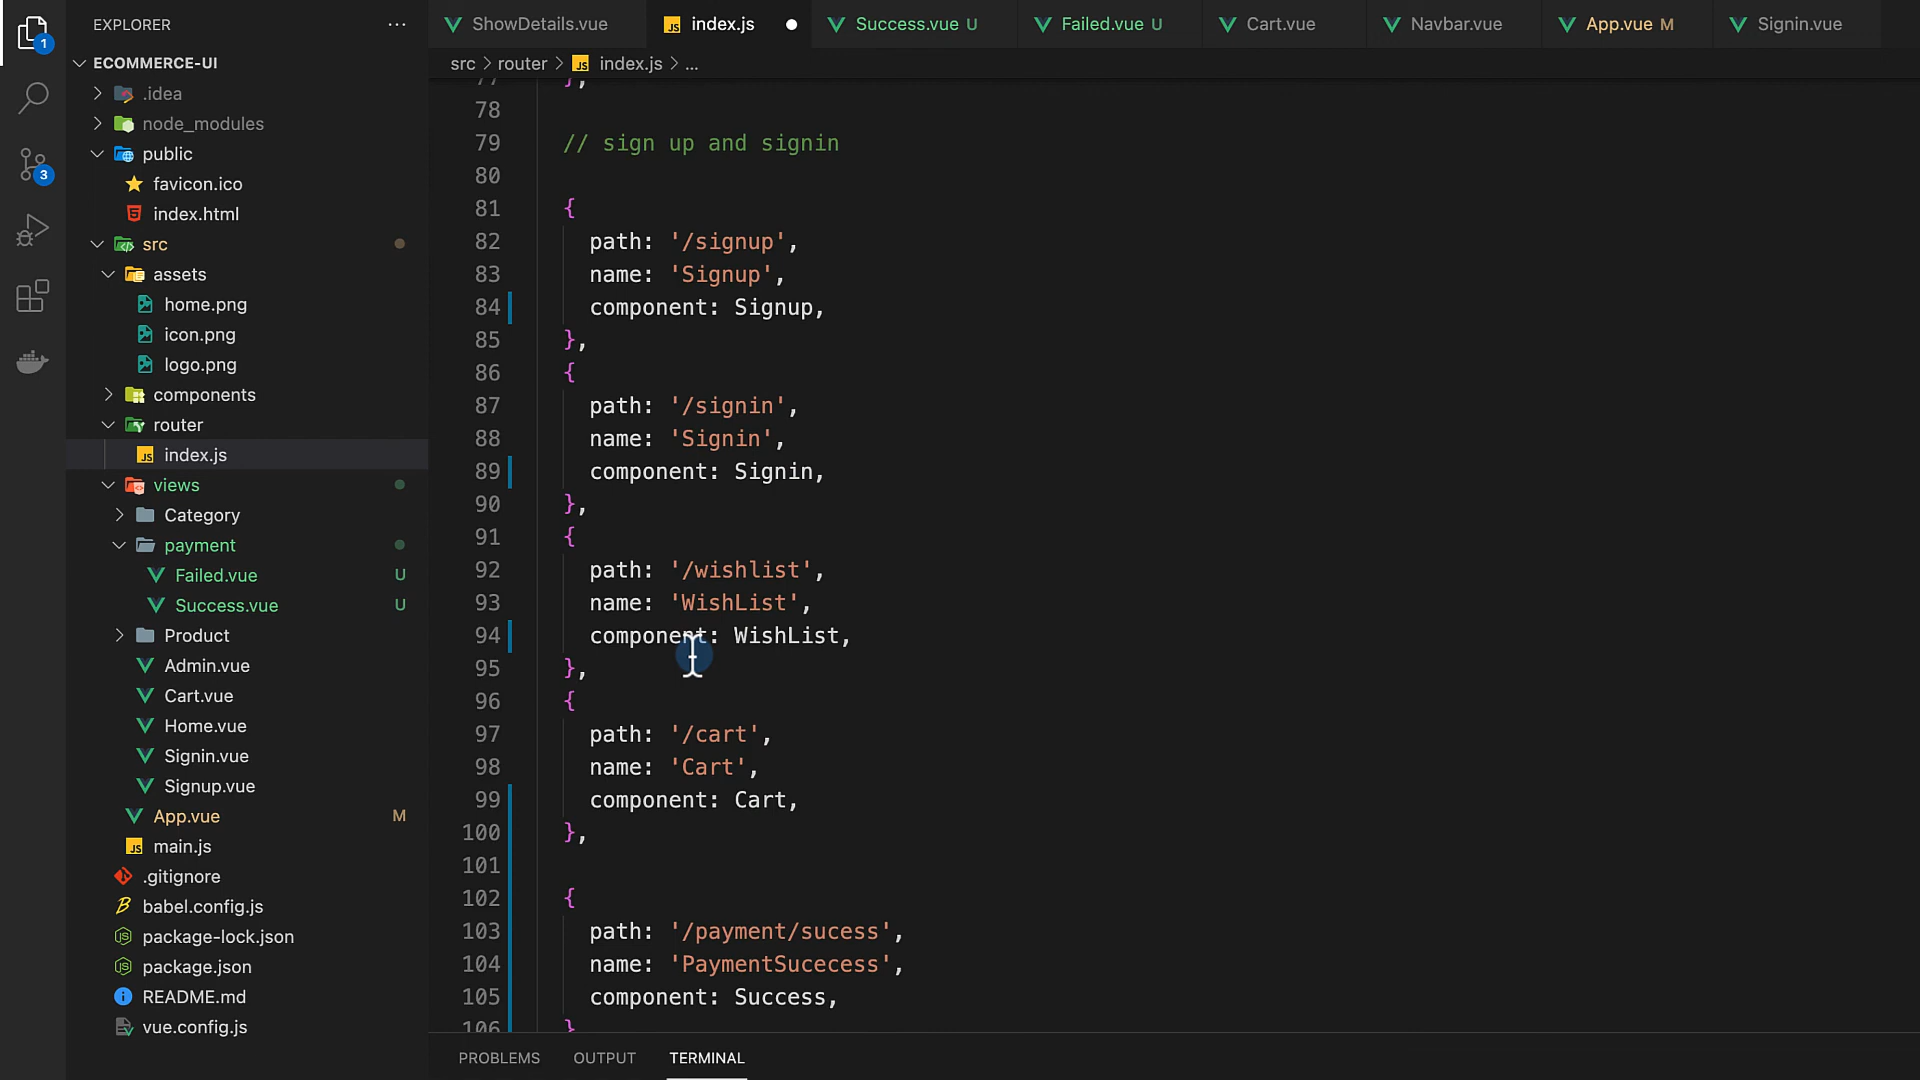 EXPLORER
ShowDetails.vue
index.js
Success.vue U
Failed.vue U
Cart.vue
Navbar.vue
App.vue M
Signin.vue
1
3
ECOMMERCE-UI
.idea
node_modules
public
favicon.ico
index.html
src
assets
home.png
icon.png
logo.png
components
router
index.js
views
Category
payment
Failed.vue U
Success.vue U
Product
Admin.vue
Cart.vue
Home.vue
Signin.vue
Signup.vue
App.vue M
main.js
.gitignore
babel.config.js
package-lock.json
package.json
README.md
vue.config.js
src > router > index.js > ...
77 },
78
79 // sign up and signin
80
81 {
82 path: '/signup',
83 name: 'Signup',
84 component: Signup,
85 },
86 {
87 path: '/signin',
88 name: 'Signin',
89 component: Signin,
90 },
91 {
92 path: '/wishlist',
93 name: 'WishList',
94 component: WishList,
95 },
96 {
97 path: '/cart',
98 name: 'Cart',
99 component: Cart,
100 },
101
102 {
103 path: '/payment/sucess',
104 name: 'PaymentSucecess',
105 component: Success,
106 }
PROBLEMS OUTPUT TERMINAL